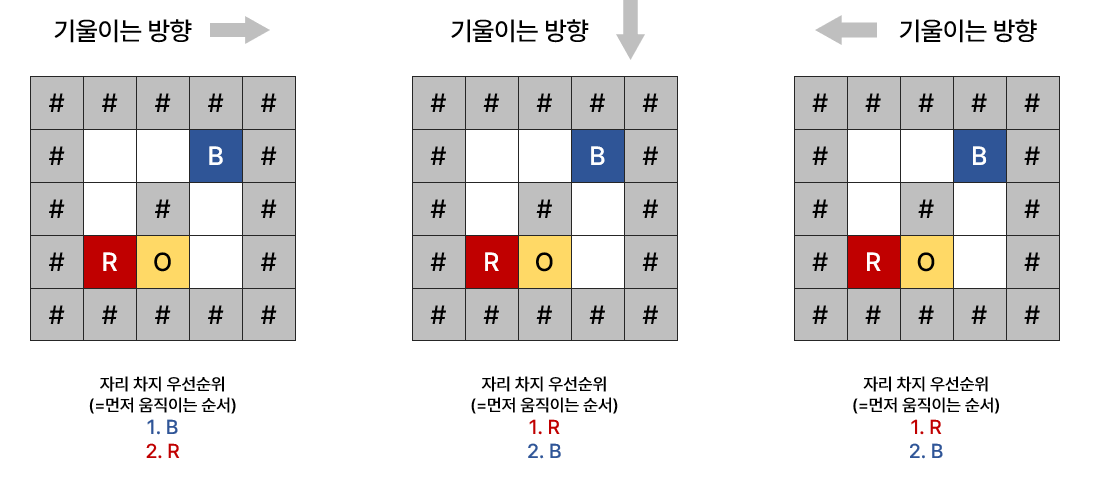 기울이는 방향
# # # # #
# B #
# # #
# R O #
# # # # #
자리 차지 우선순위
(=먼저 움직이는 순서)
1. B
2. R
기울이는 방향
# # # # #
# B #
# # #
# R O #
# # # # #
자리 차지 우선순위
(=먼저 움직이는 순서)
1. R
2. B
기울이는 방향
# # # # #
# B #
# # #
# R O #
# # # # #
자리 차지 우선순위
(=먼저 움직이는 순서)
1. R
2. B